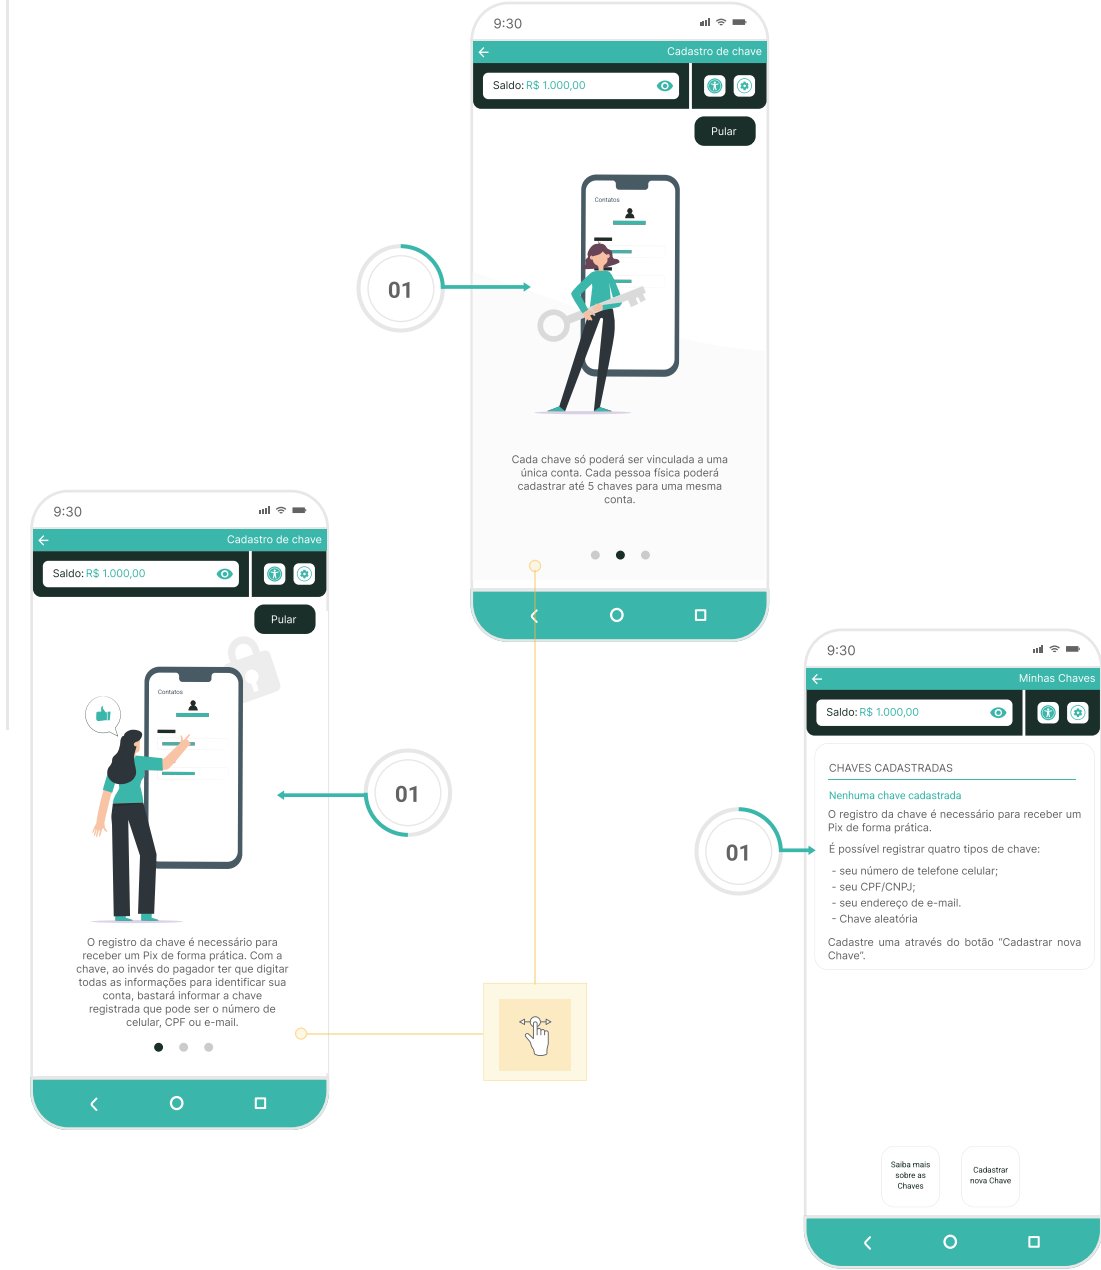 9:30
Cadastro de chave
Saldo: R$ 1.000,00
Pular
Contatos
01
Cada chave só poderá ser vinculada a uma
única conta. Cada pessoa física poderá
cadastrar até 5 chaves para uma mesma
conta.
9:30
Cadastro de chave
Saldo: R$ 1.000,00
Pular
Contatos
01
O registro da chave é necessário para
receber um Pix de forma prática. Com a
chave, ao invés do pagador ter que digitar
todas as informações para identificar sua
conta, bastará informar a chave
registrada que pode ser o número de
celular, CPF ou e-mail.
9:30
Minhas Chaves
Saldo: R$ 1.000,00
CHAVES CADASTRADAS
Nenhuma chave cadastrada
O registro da chave é necessário para receber um
Pix de forma prática.
01
É possível registrar quatro tipos de chave:
- seu número de telefone celular;
- seu CPF/CNPJ;
- seu endereço de e-mail.
- Chave aleatória
Cadastre uma através do botão "Cadastrar nova
Chave".
Saiba mais
sobre as
Chaves
Cadastrar
nova Chave